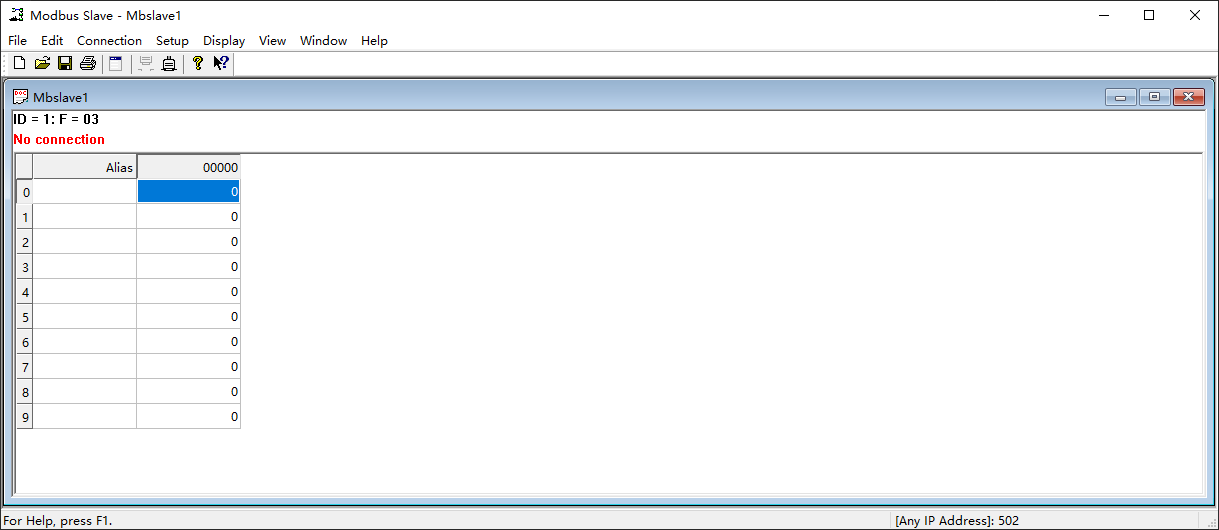 Modbus Slave - Mbslave1
File Edit Connection Setup Display View Window Help
Mbslave1
ID = 1: F = 03
No connection
Alias 00000
0 0
1 0
2 0
3 0
4 0
5 0
6 0
7 0
8 0
9 0
For Help, press F1. [Any IP Address]: 502